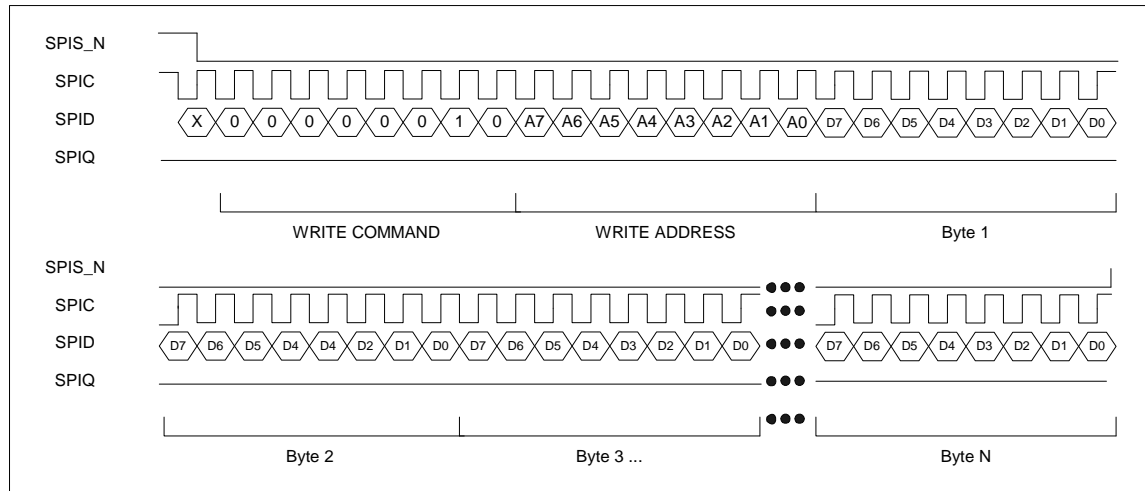 SPIS_N
SPIC
SPID X 0 0 0 0 0 0 1 0 A7 A6 A5 A4 A3 A2 A1 A0 D7 D6 D5 D4 D3 D2 D1 D0
SPIQ
WRITE COMMAND WRITE ADDRESS Byte 1
SPIS_N
SPIC
SPID D7 D6 D5 D4 D4 D2 D1 D0 D7 D6 D5 D4 D3 D2 D1 D0 D7 D6 D5 D4 D3 D2 D1 D0
SPIQ
Byte 2 Byte 3 ... Byte N